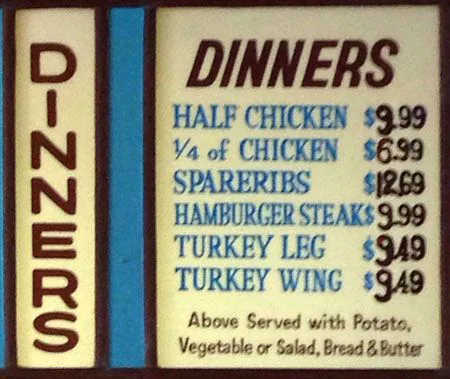 DINNERS
DINNERS
HALF CHICKEN $9.99
1/4 of CHICKEN $6.99
SPARERIBS $12.69
HAMBURGER STEAK $9.99
TURKEY LEG $9.49
TURKEY WING $9.49
Above Served with Potato,
Vegetable or Salad, Bread & Butter